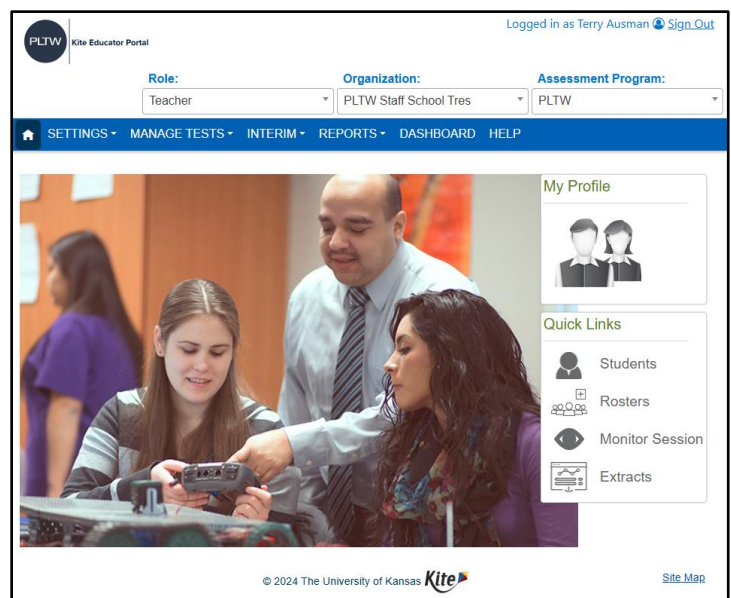 Logged in as Terry Ausman Sign Out
PLTW Kite Educator Portal
Role: Organization: Assessment Program:
Teacher PLTW Staff School Tres PLTW
SETTINGS MANAGE TESTS INTERIM REPORTS DASHBOARD HELP
My Profile
Quick Links
Students
Rosters
Monitor Session
Extracts
© 2024 The University of Kansas Kite Site Map